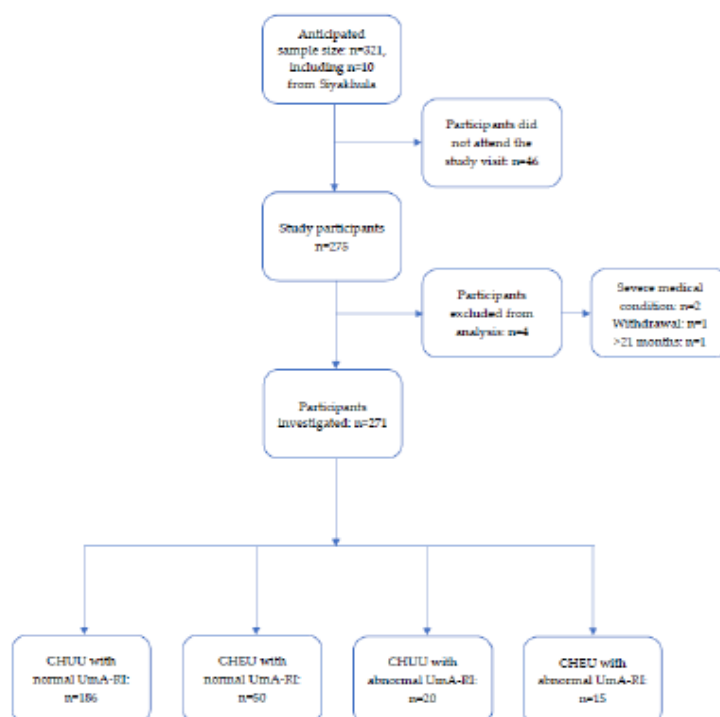 Anticipated
sample size: n=321,
including n=10
from Siyakhula
Participants did
not attend the
study visit: n=46
Study participants
n=275
Participants
excluded from
analysis: n=4
Severe medical
condition: n=2
Withdrawal: n=1
>21 months: n=1
Participants
investigated: n=271
CHUU with
normal UmA-RI:
n=186
CHEU with
normal UmA-RI:
n=50
CHUU with
abnormal UmA-RI:
n=20
CHEU with
abnormal UmA-RI:
n=15